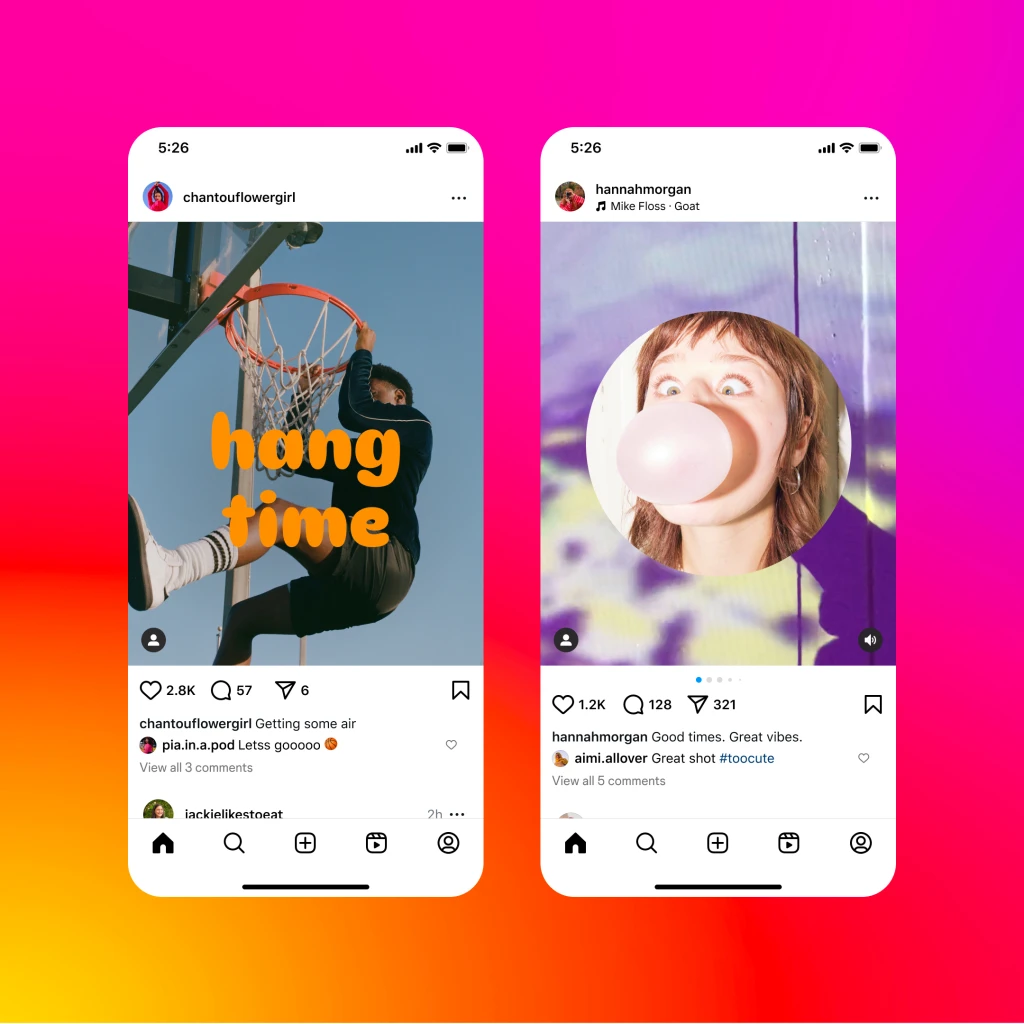 5:26
chantouflowergirl
hang
time
2.8K 57 6
chantouflowergirl Getting some air
pia.in.a.pod Letss gooooo 🏀
View all 3 comments
jackielikestoeat 2h
5:26
hannahmorgan
Mike Floss · Goat
1.2K 128 321
hannahmorgan Good times. Great vibes.
aimi.allover Great shot #toocute
View all 5 comments